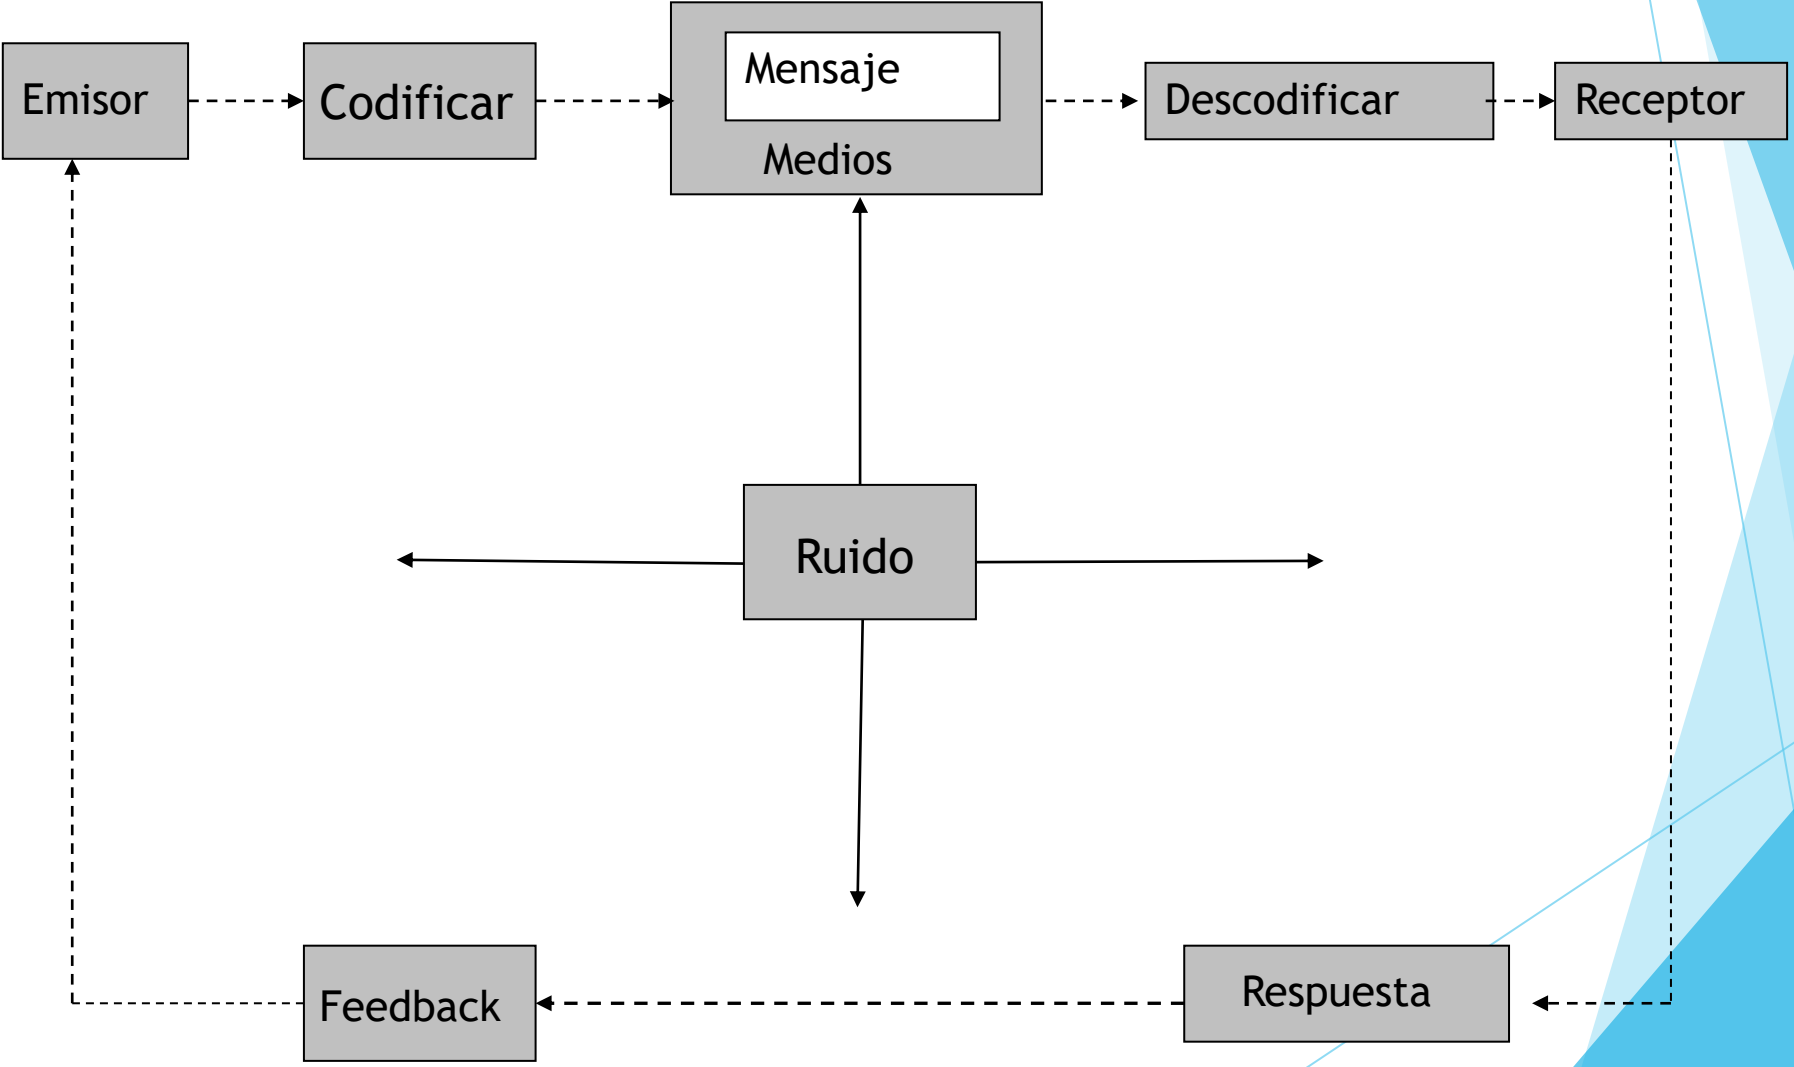 Emisor
Codificar
Mensaje
Medios
Descodificar
Receptor
Ruido
Feedback
Respuesta